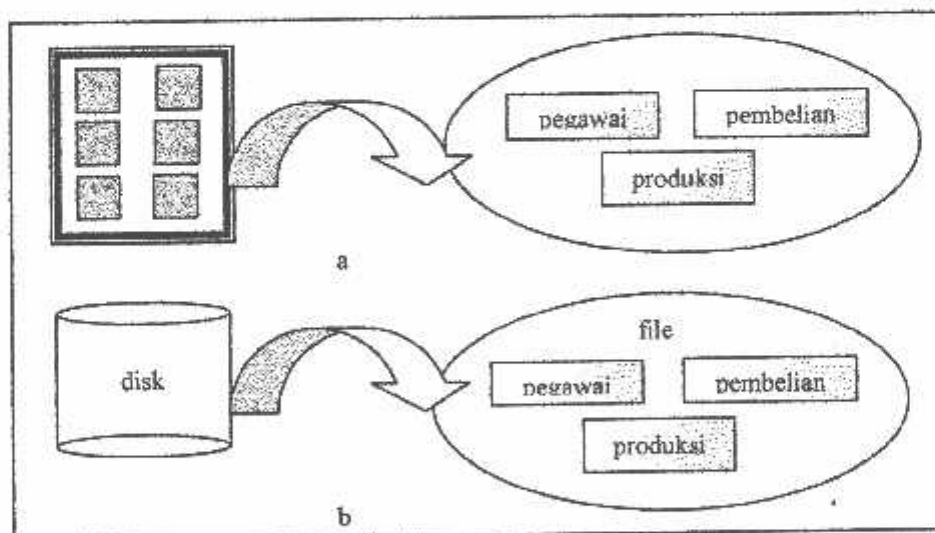 pegawai
pembelian
produksi
a
disk
file
pegawai
pembelian
produksi
b